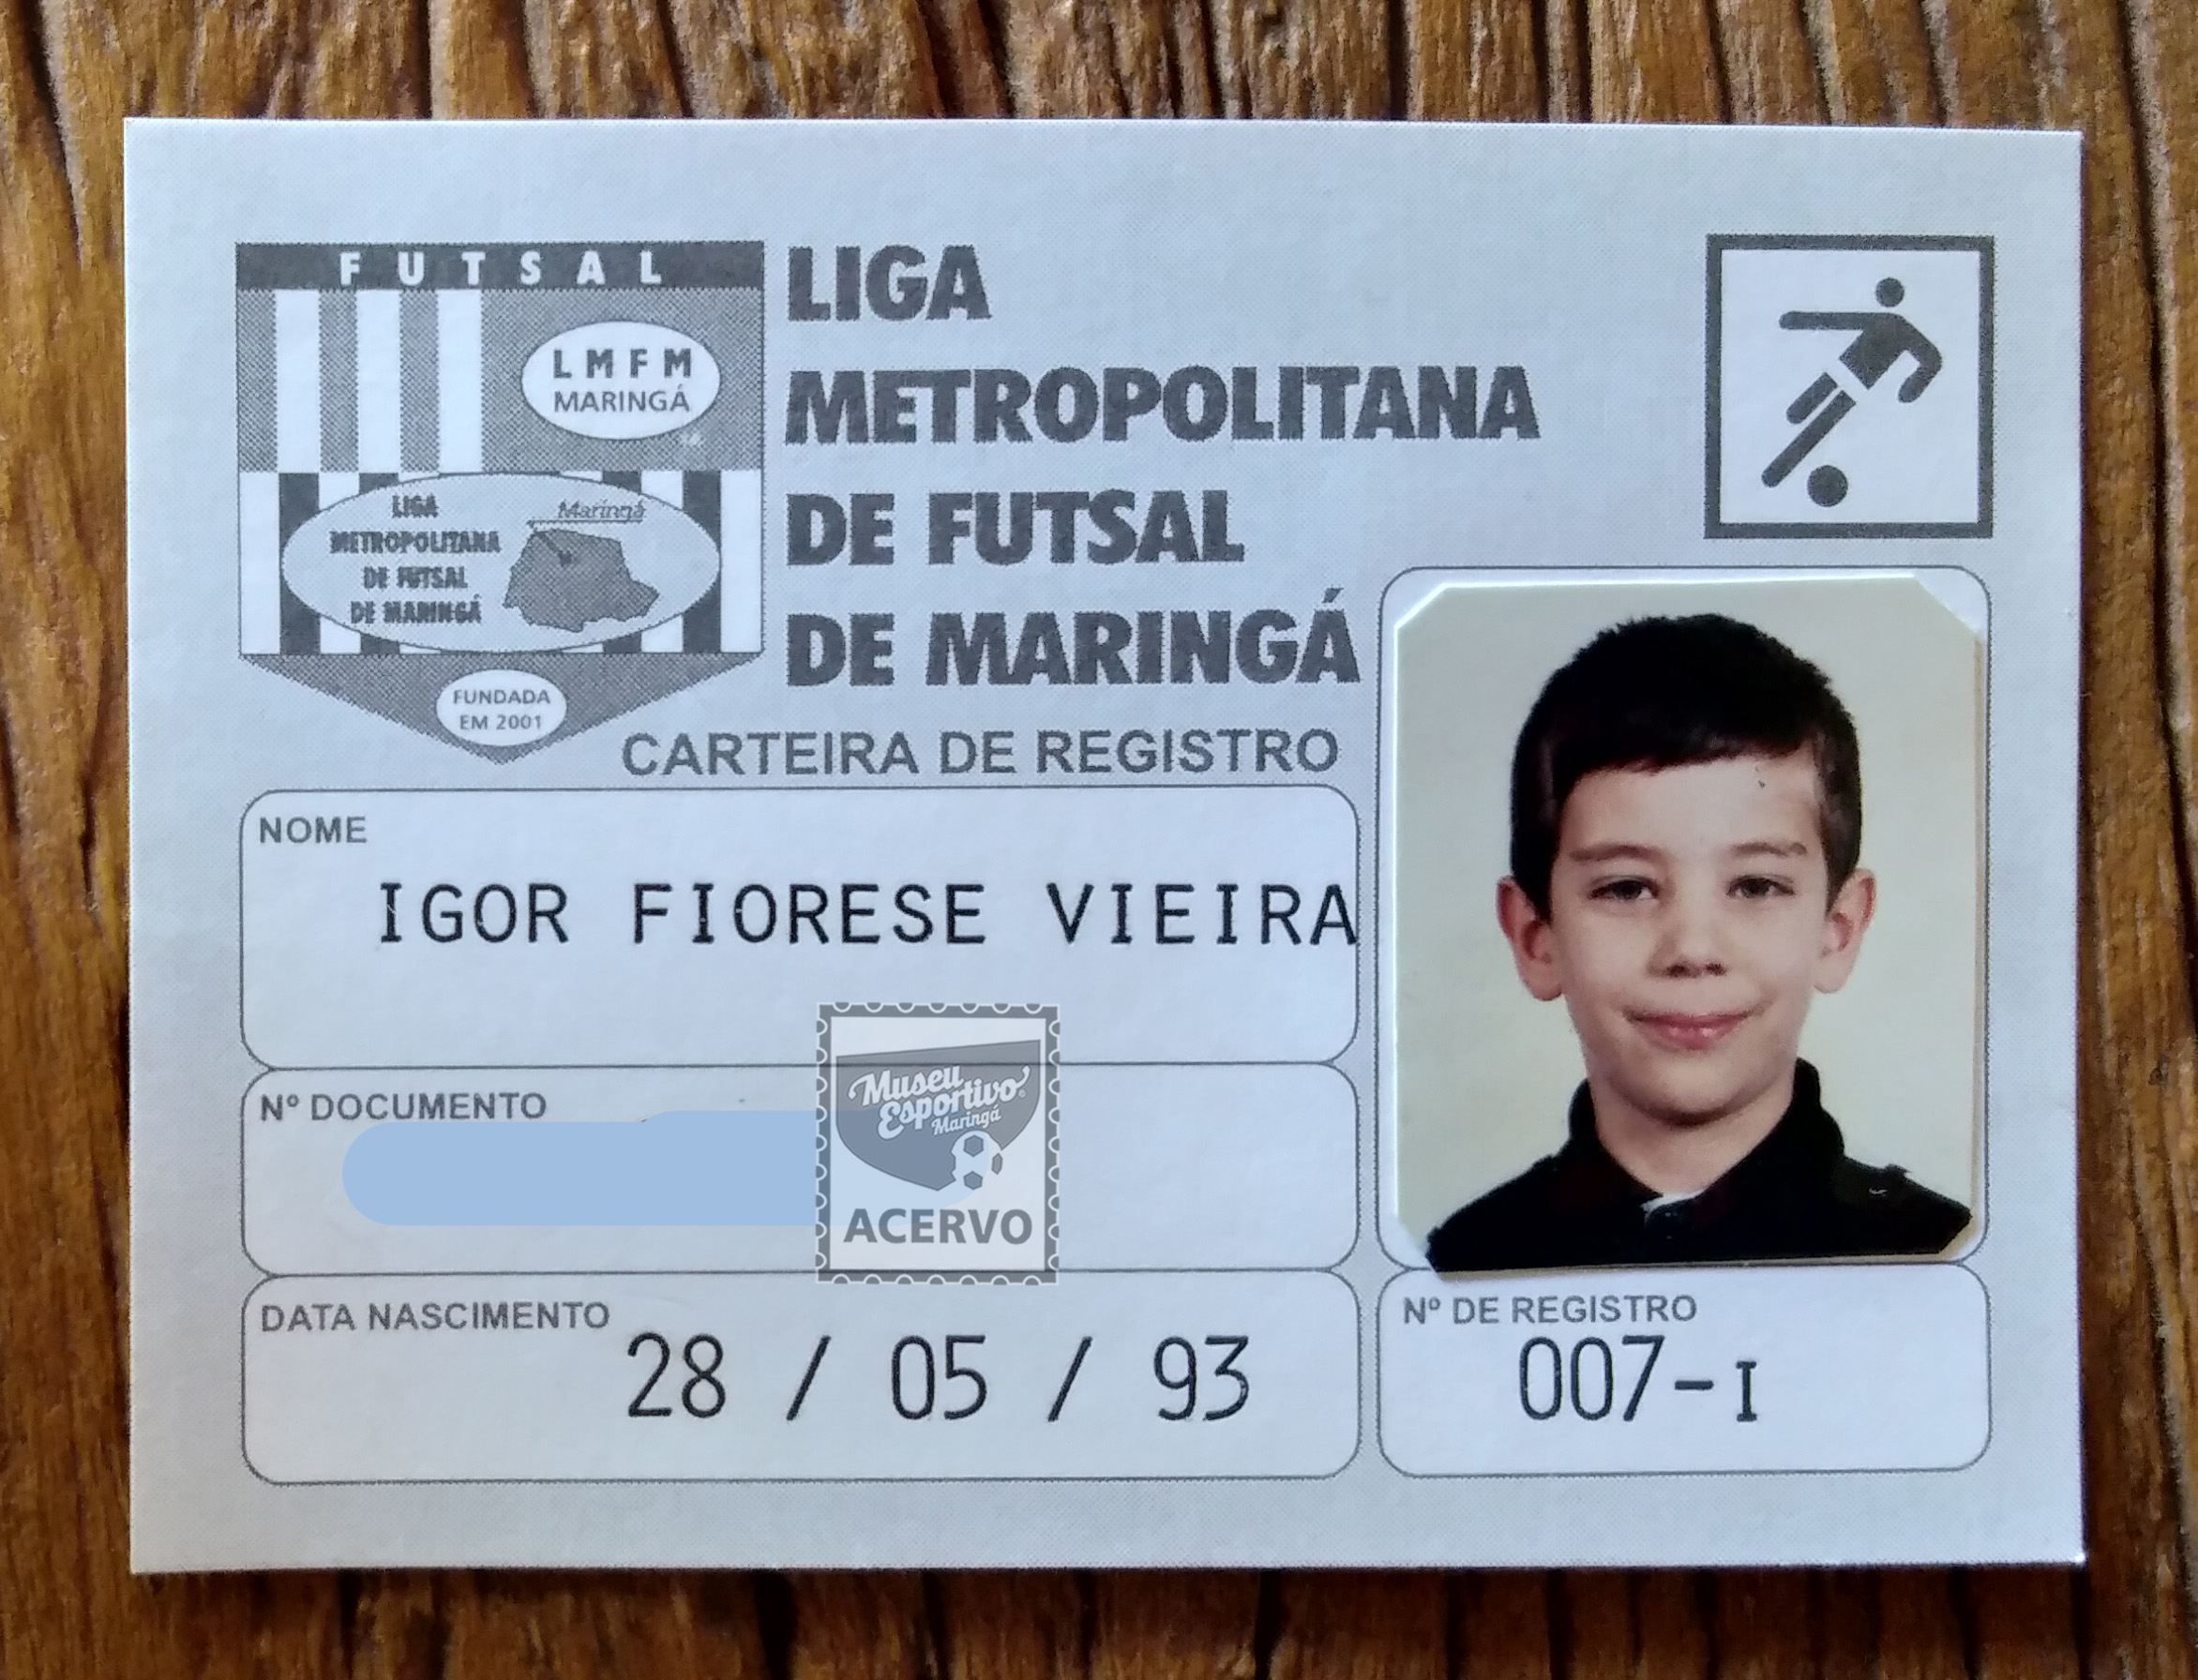 FUTSAL
LMFM
MARINGÁ
LIGA
METROPOLITANA
DE FUTSAL
DE MARINGÁ
Maringá
FUNDADA
EM 2001
LIGA
METROPOLITANA
DE FUTSAL
DE MARINGÁ
CARTEIRA DE REGISTRO
NOME
IGOR FIORESE VIEIRA
Nº DOCUMENTO
Museu
Esportivo
Maringá
ACERVO
DATA NASCIMENTO
28 / 05 / 93
Nº DE REGISTRO
007-I